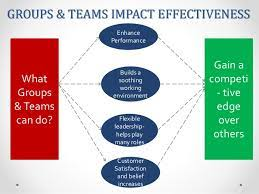 GROUPS & TEAMS IMPACT EFFECTIVENESS
Enhance
Performance
What
Groups
& Teams
can do?
Builds a
soothing
working
environment
Flexible
leadership-
helps play
many roles
Customer
Satisfaction
and belief
increases
Gain a
competi
- tive
edge
over
others